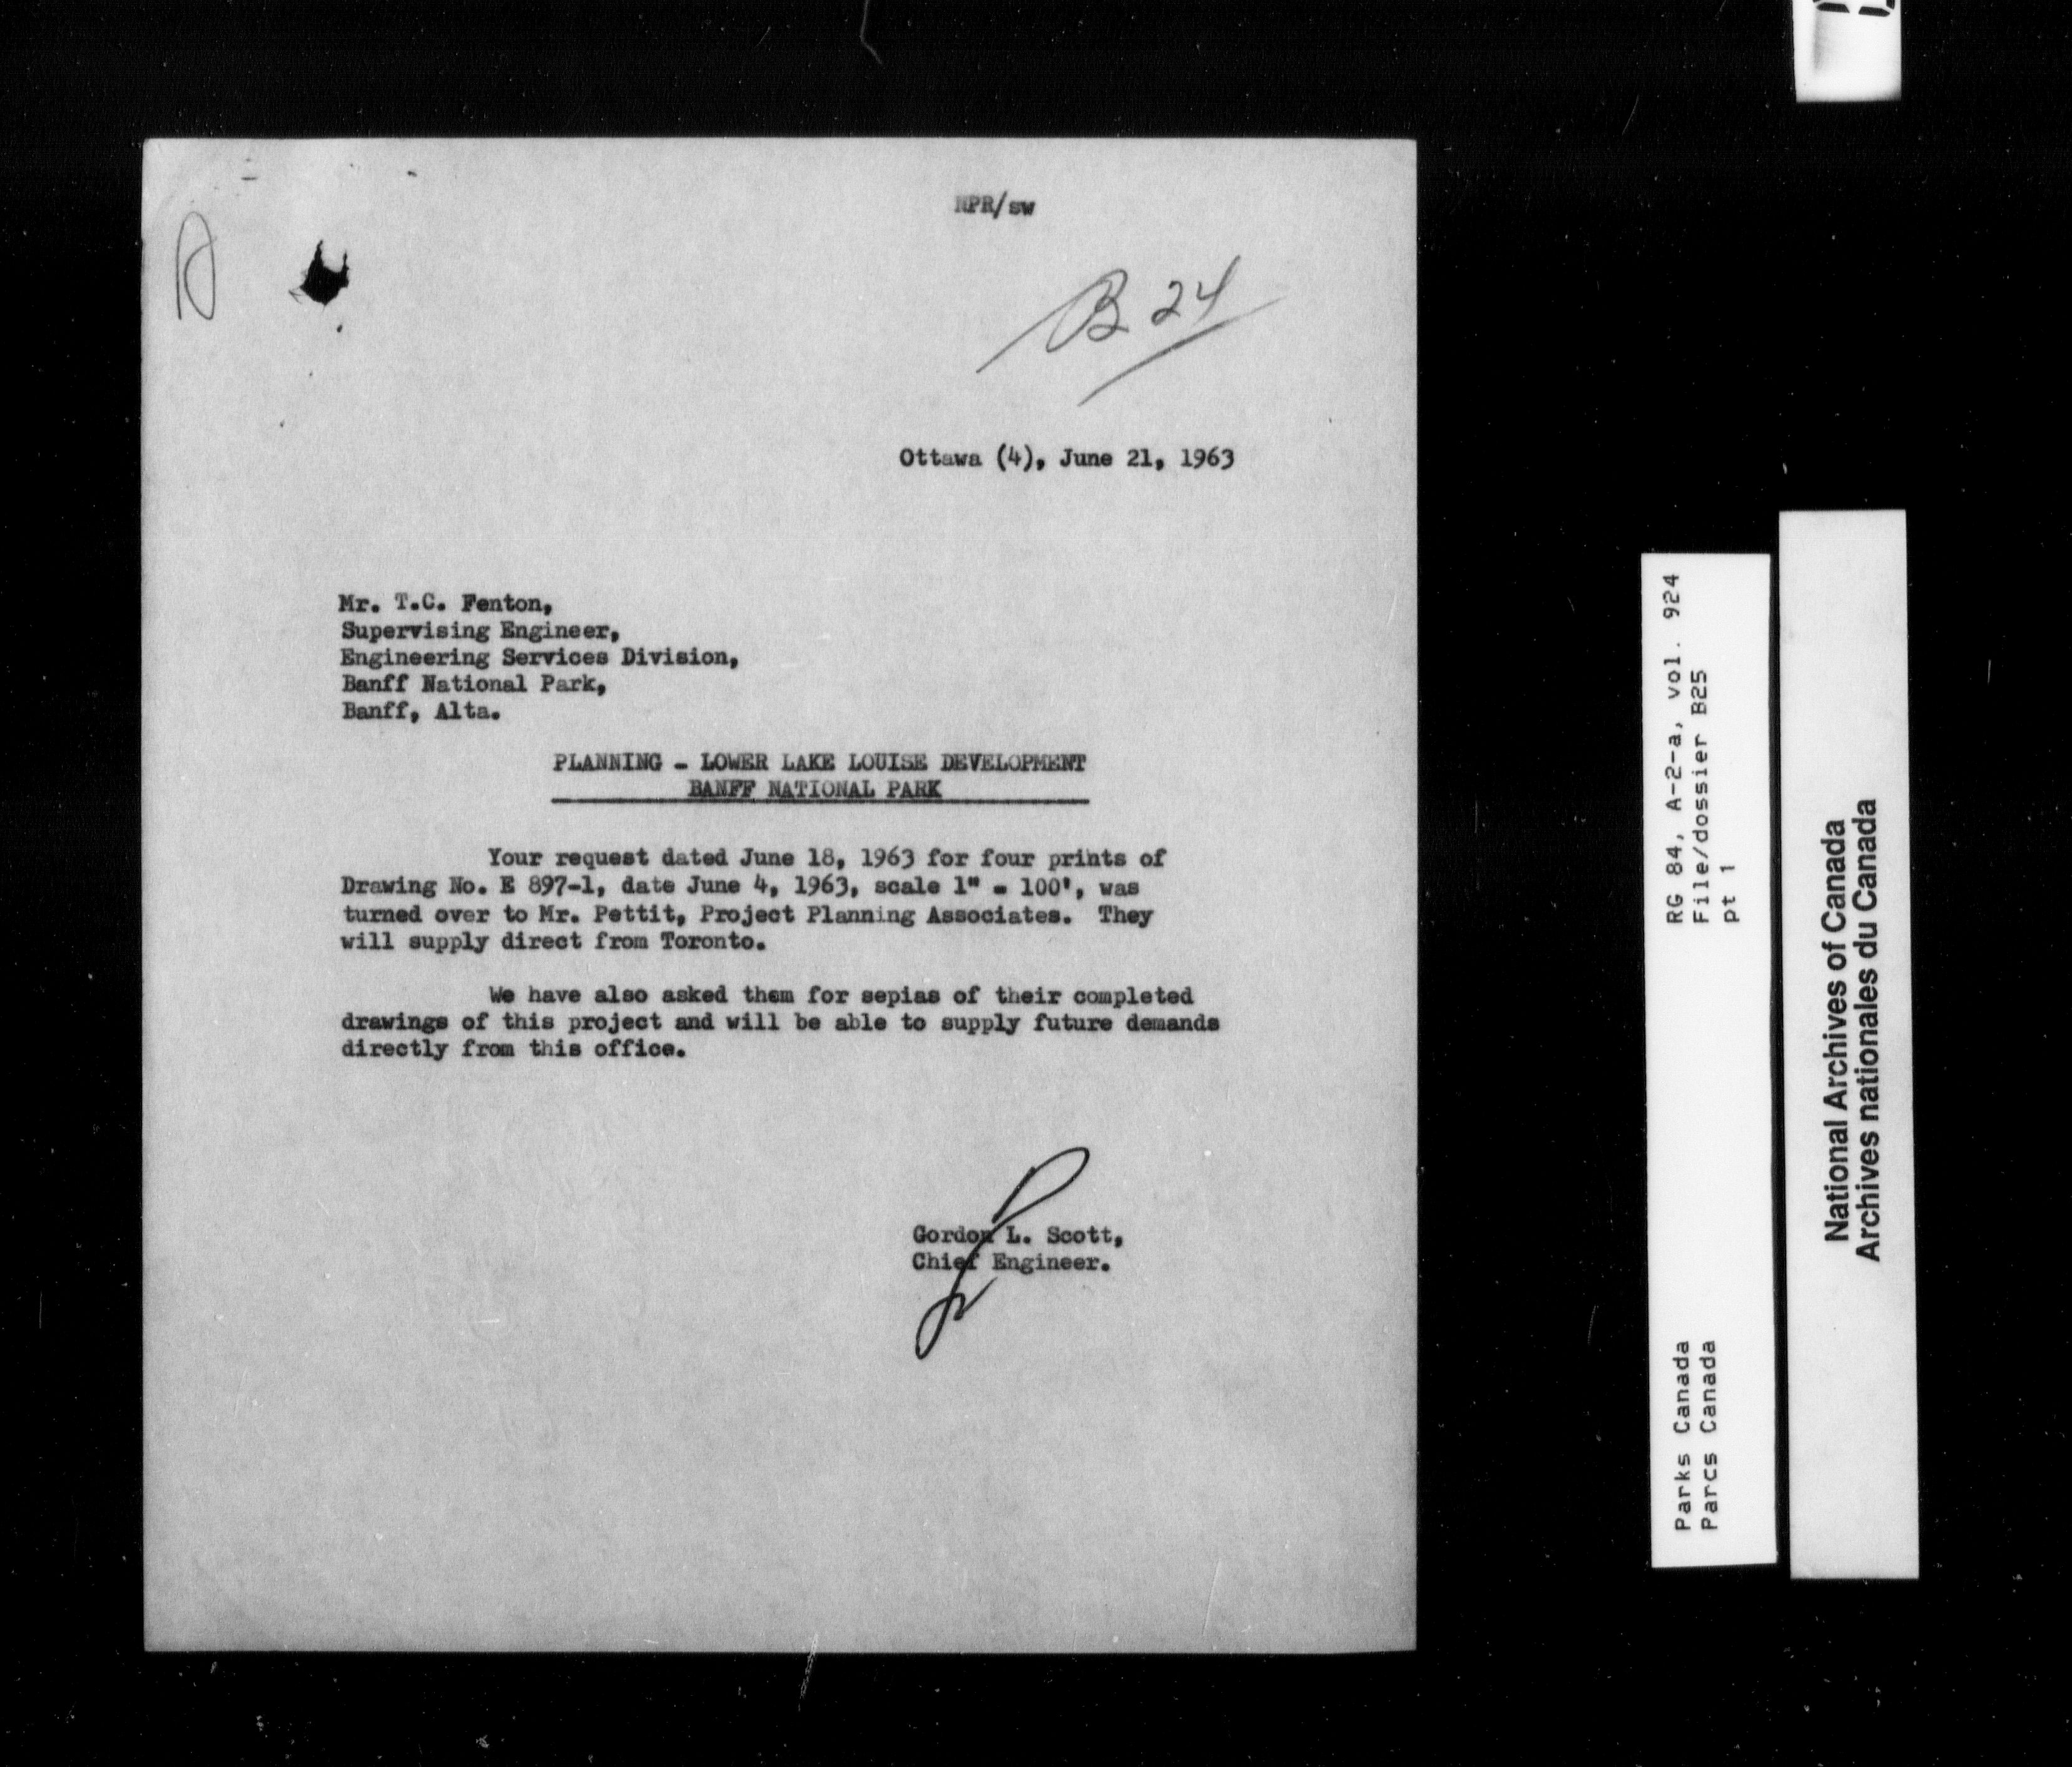 NPR/sw
B 24
Ottawa (4), June 21, 1963
Mr. T.C. Fenton,
Supervising Engineer,
Engineering Services Division,
Banff National Park,
Banff, Alta.
PLANNING - LOWER LAKE LOUISE DEVELOPMENT
BANFF NATIONAL PARK
Your request dated June 18, 1963 for four prints of
Drawing No. E 897-1, date June 4, 1963, scale 1" = 100', was
turned over to Mr. Pettit, Project Planning Associates. They
will supply direct from Toronto.
We have also asked them for sepias of their completed
drawings of this project and will be able to supply future demands
directly from this office.
Gordon L. Scott,
Chief Engineer.
RG 84, A-2-a, vol. 924
File/dossier B25
pt 1
Parks Canada
Parcs Canada
National Archives of Canada
Archives nationales du Canada